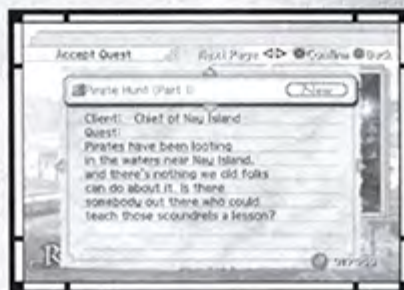 Accept Quest Next Page Confirm Back
Pirate Hunt (Part 1) New
Client: Chief of Nay Island
Quest:
Pirates have been looting
in the waters near Nay Island,
and there's nothing we old folks
can do about it. Is there
somebody out there who could
teach those scoundrels a lesson?
R